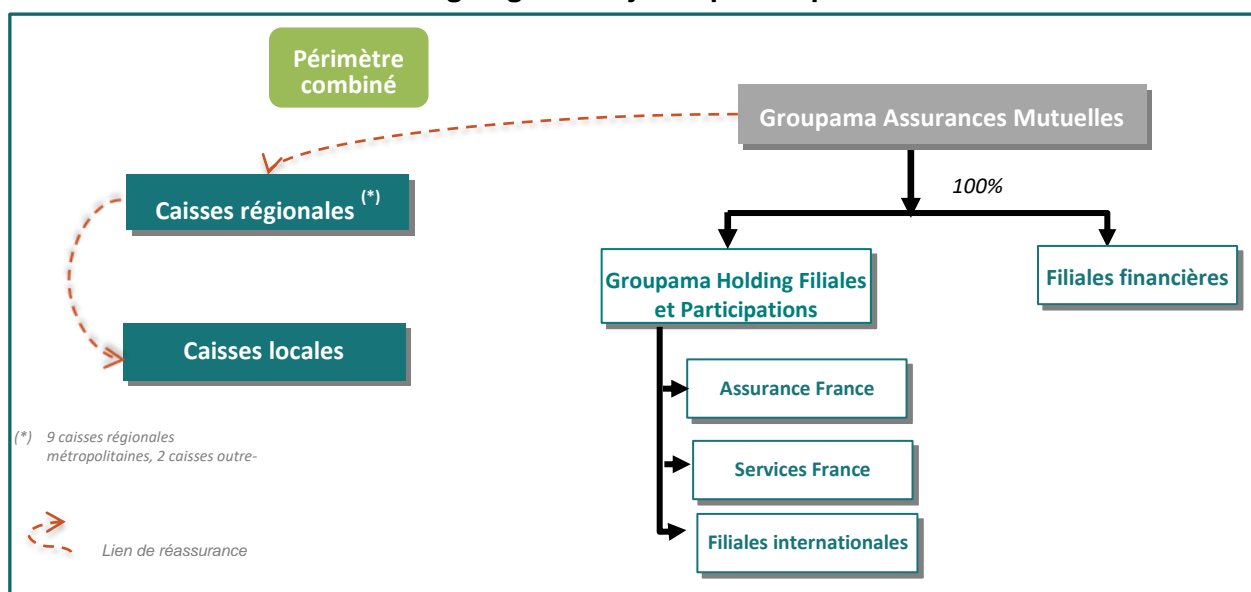 Périmètre
combiné
Groupama Assurances Mutuelles
100%
Caisses régionales (*)
Groupama Holding Filiales
et Participations
Filiales financières
Caisses locales
Assurance France
(*) 9 caisses régionales
métropolitaines, 2 caisses outre-
Services France
Filiales internationales
Lien de réassurance